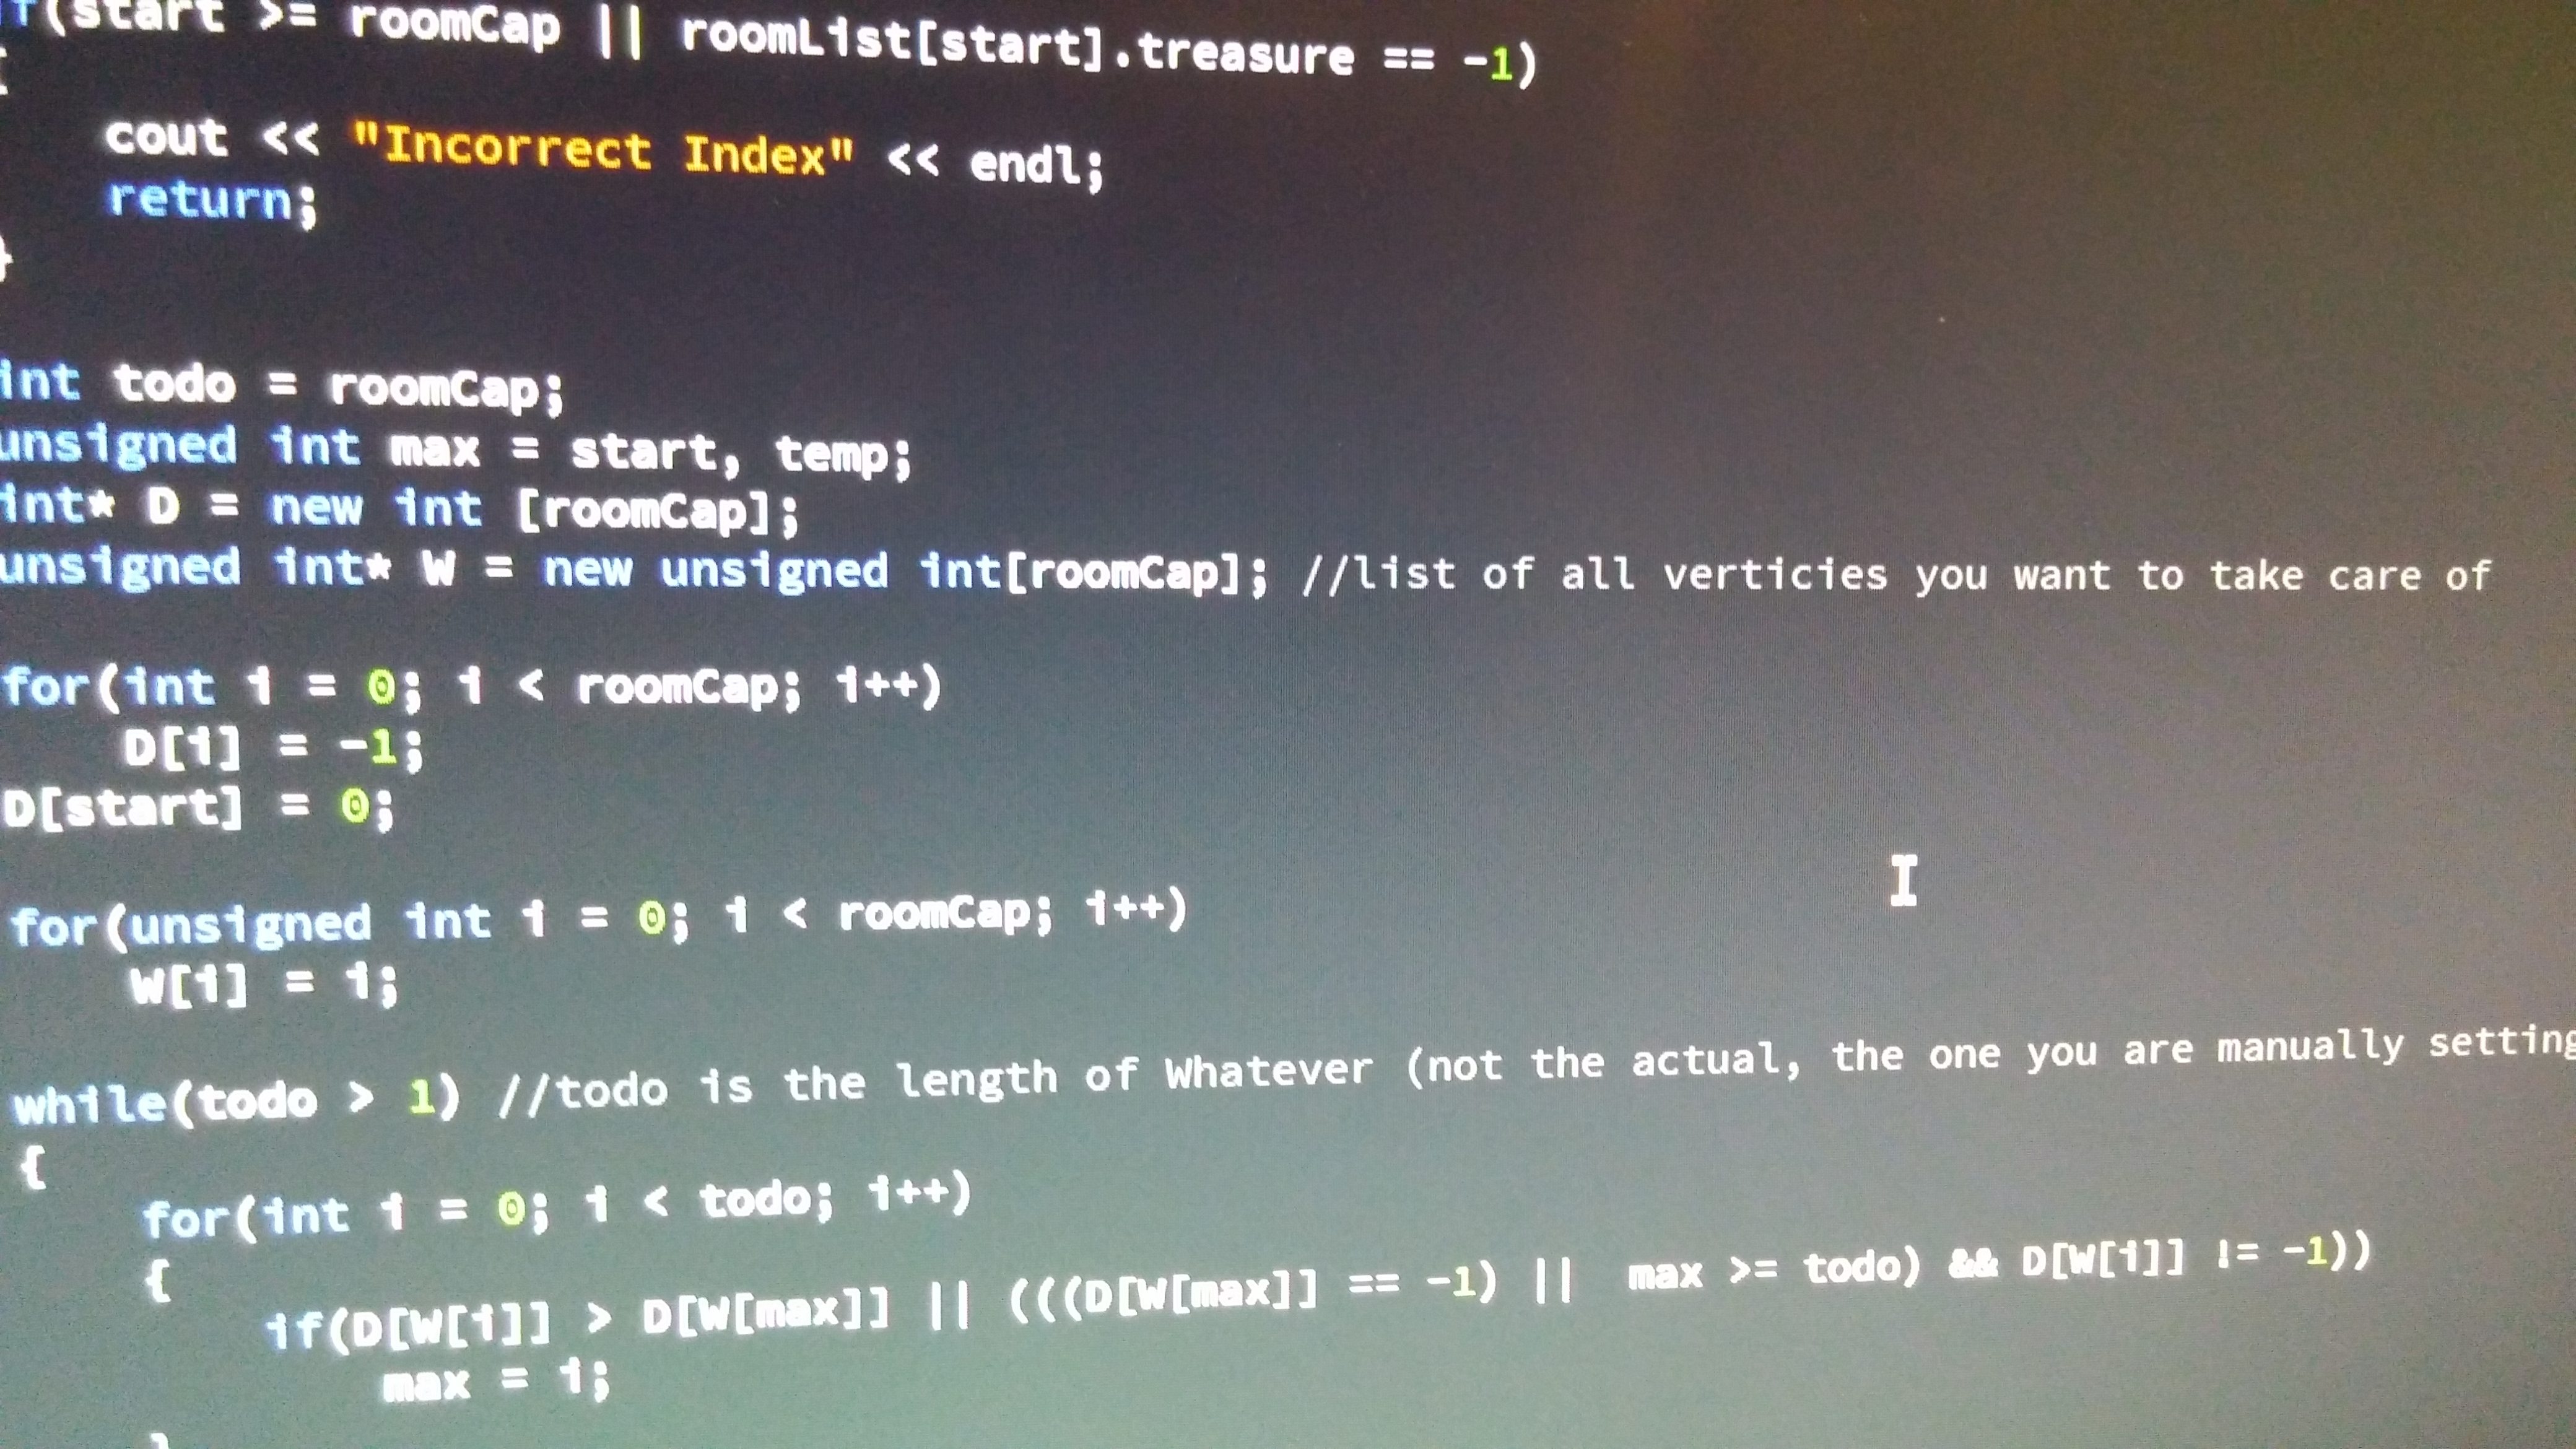 if(start >= roomCap || roomList[start].treasure == -1)
{
cout << "Incorrect Index" << endl;
return;
}
int todo = roomCap;
unsigned int max = start, temp;
int* D = new int [roomCap];
unsigned int* W = new unsigned int[roomCap]; //list of all verticies you want to take care of
for(int i = 0; i < roomCap; i++)
D[i] = -1;
D[start] = 0;
for(unsigned int i = 0; i < roomCap; i++)
W[i] = i;
while(todo > 1) //todo is the length of Whatever (not the actual, the one you are manually setting
{
for(int i = 0; i < todo; i++)
{
if(D[W[i]] > D[W[max]] || (((D[W[max]] == -1) || max >= todo) && D[W[i]] != -1))
max = i;
}